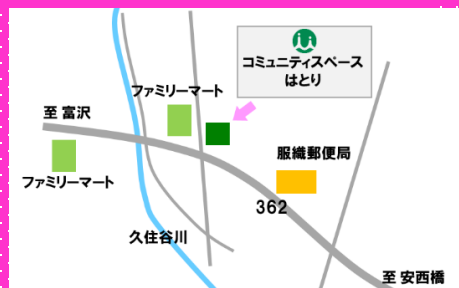 コミュニティスペース
はとり
ファミリーマート
至 富沢
服織郵便局
ファミリーマート
362
久住谷川
至 安西橋